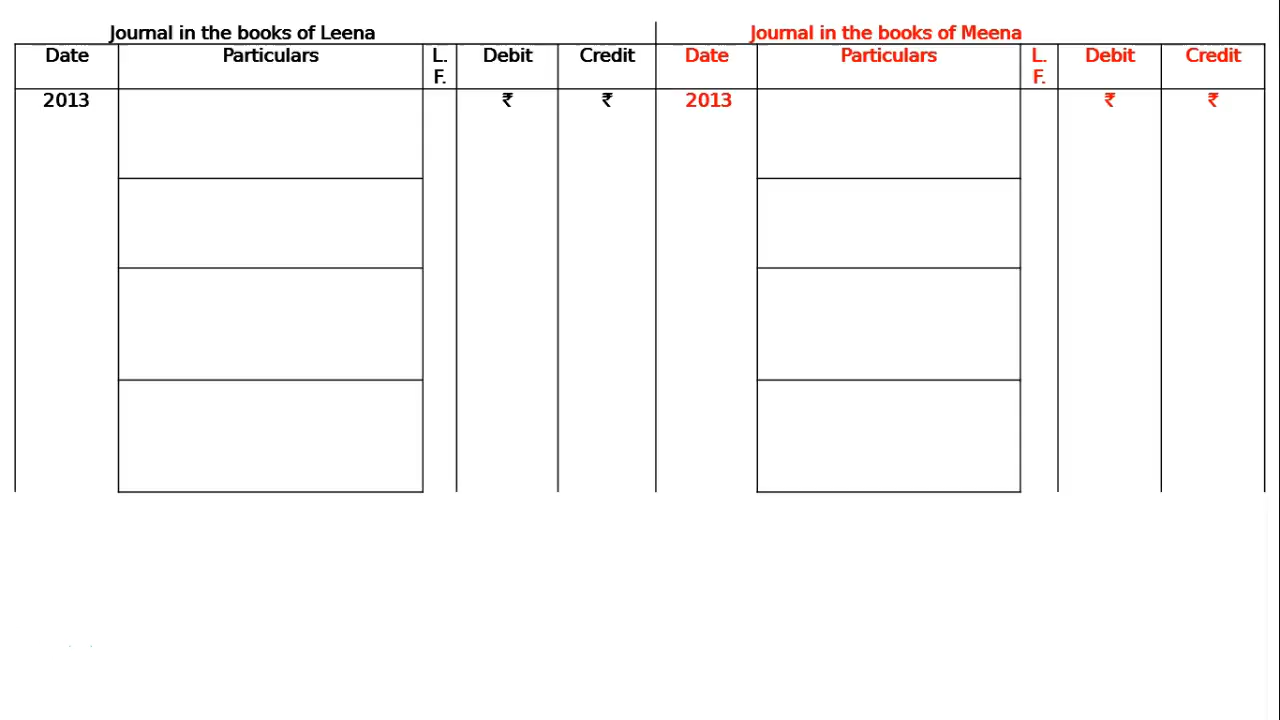 Journal in the books of Leena Journal in the books of Meena
Date Particulars L. F. Debit Credit Date Particulars L. F. Debit Credit
2013 ₹ ₹ 2013 ₹ ₹